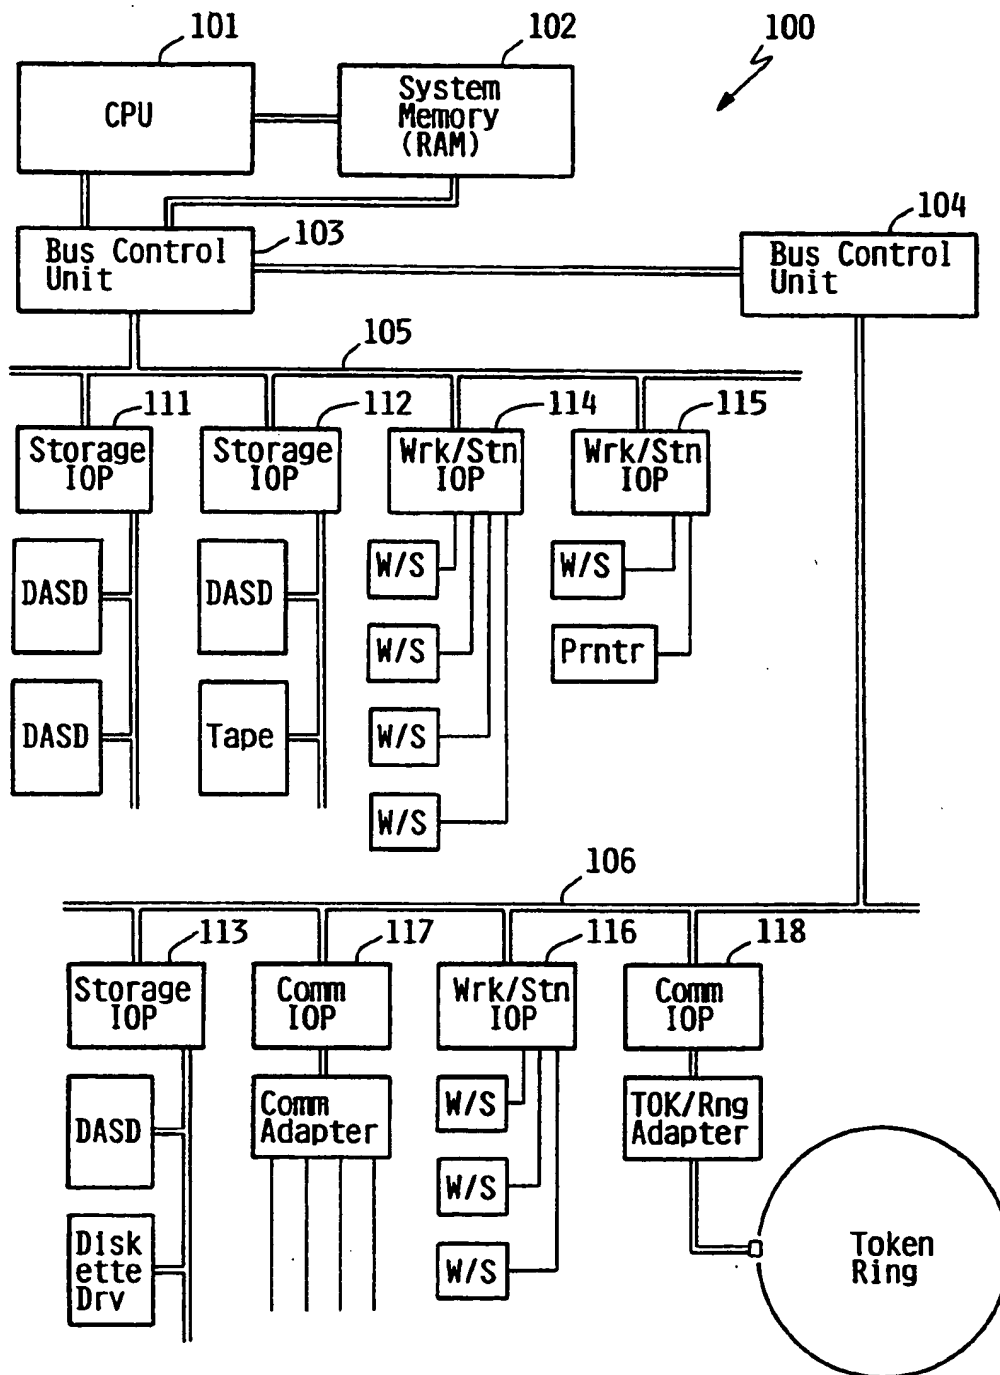 101
102
100
CPU
System
Memory
(RAM)
103
104
Bus Control
Unit
Bus Control
Unit
105
111
112
114
115
Storage
IOP
Storage
IOP
Wrk/Stn
IOP
Wrk/Stn
IOP
DASD
DASD
W/S
W/S
W/S
Prntr
DASD
Tape
W/S
W/S
106
113
117
116
118
Storage
IOP
Comm
IOP
Wrk/Stn
IOP
Comm
IOP
DASD
Comm
Adapter
W/S
TOK/Rng
Adapter
W/S
Disk
ette
Drv
W/S
Token
Ring